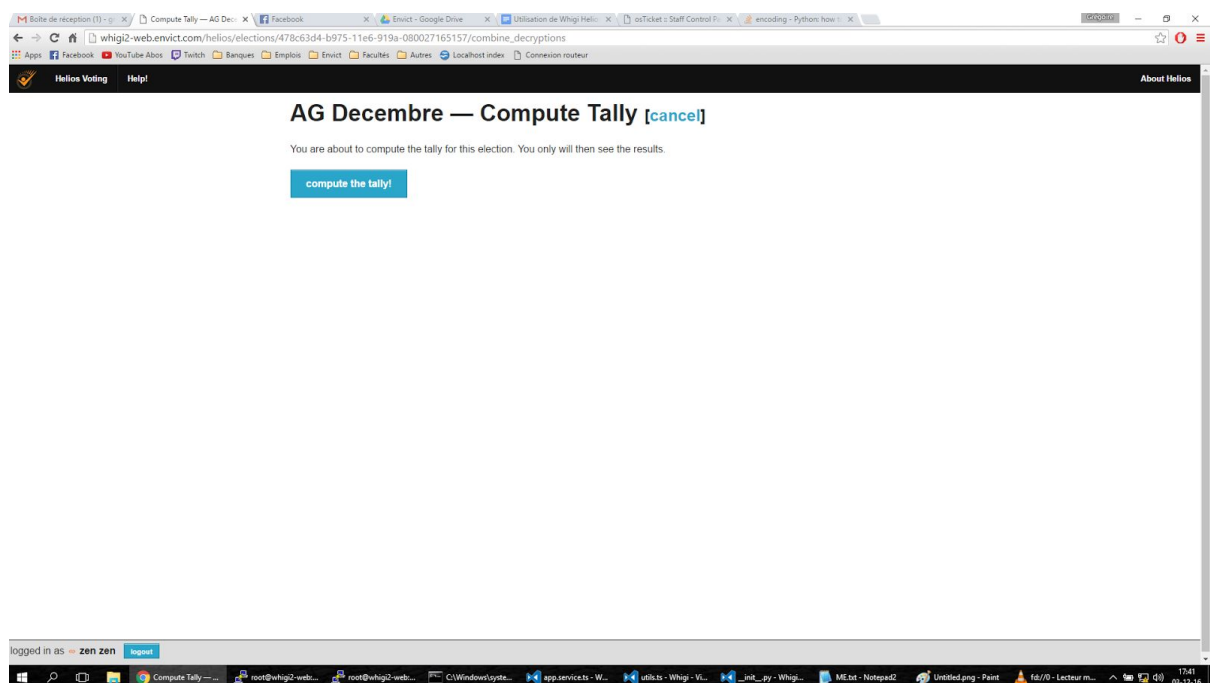 Boîte de réception (1) - g
Compute Tally — AG Dec
Facebook
Envict - Google Drive
Utilisation de Whigi Helio
osTicket :: Staff Control P
encoding - Python: how t
Grégoire
whigi2-web.envict.com/helios/elections/478c63d4-b975-11e6-919a-080027165157/combine_decryptions
Apps Facebook YouTube Abos Twitch Banques Emplois Envict Facultés Autres Localhost index Connexion routeur
Helios Voting Help! About Helios
AG Decembre — Compute Tally [cancel]
You are about to compute the tally for this election. You only will then see the results.
compute the tally!
logged in as zen zen logout
Compute Tally — ... root@whigi2-web:... root@whigi2-web:... C:\Windows\syste... app.service.ts - W... utils.ts - Whigi - Vi... __init__.py - Whigi... ME.txt - Notepad2 Untitled.png - Paint fd://0 - Lecteur m... 17:41
03-12-16